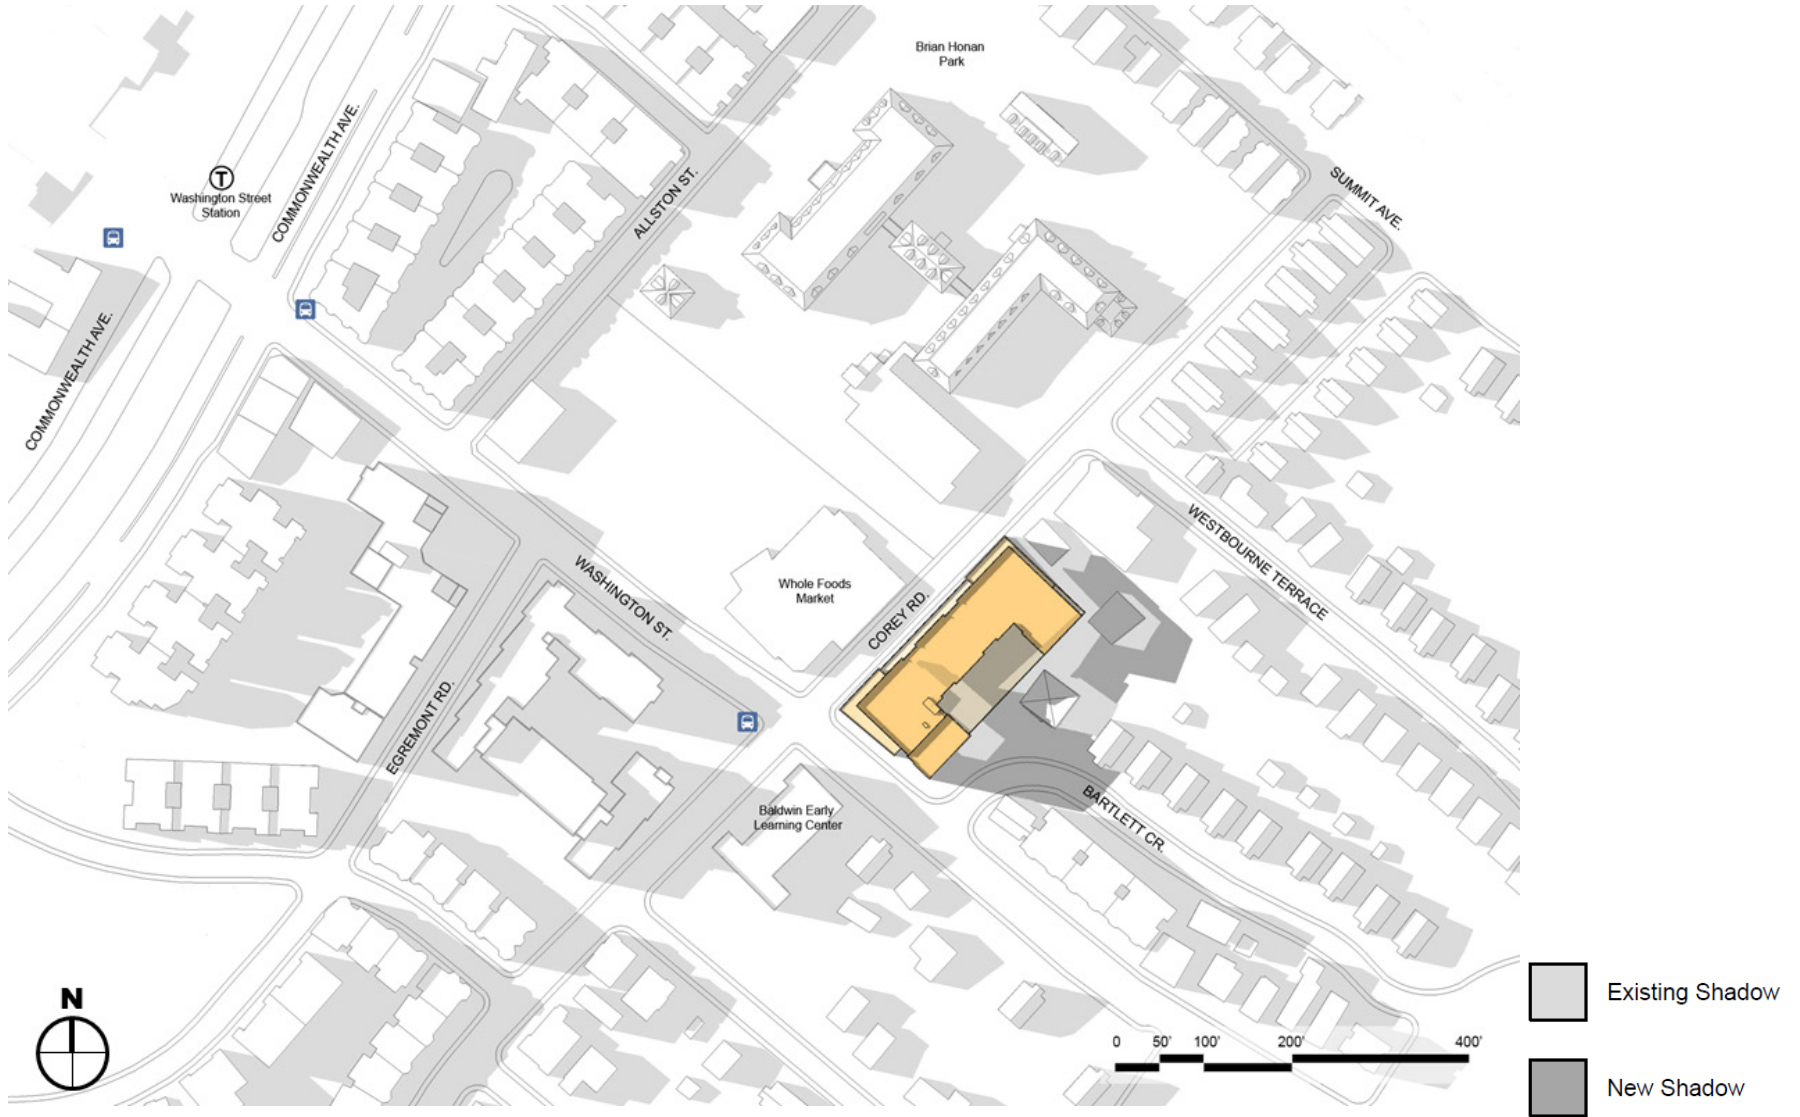 Brian Honan
Park
COMMONWEALTH AVE.
T
Washington Street
Station
ALLSTON ST.
SUMMIT AVE.
COMMONWEALTH AVE.
WESTBOURNE TERRACE
WASHINGTON ST.
Whole Foods
Market
COREY RD.
EGREMONT RD.
BARTLETT CR.
Baldwin Early
Learning Center
N
0 50' 100' 200' 400'
Existing Shadow
New Shadow